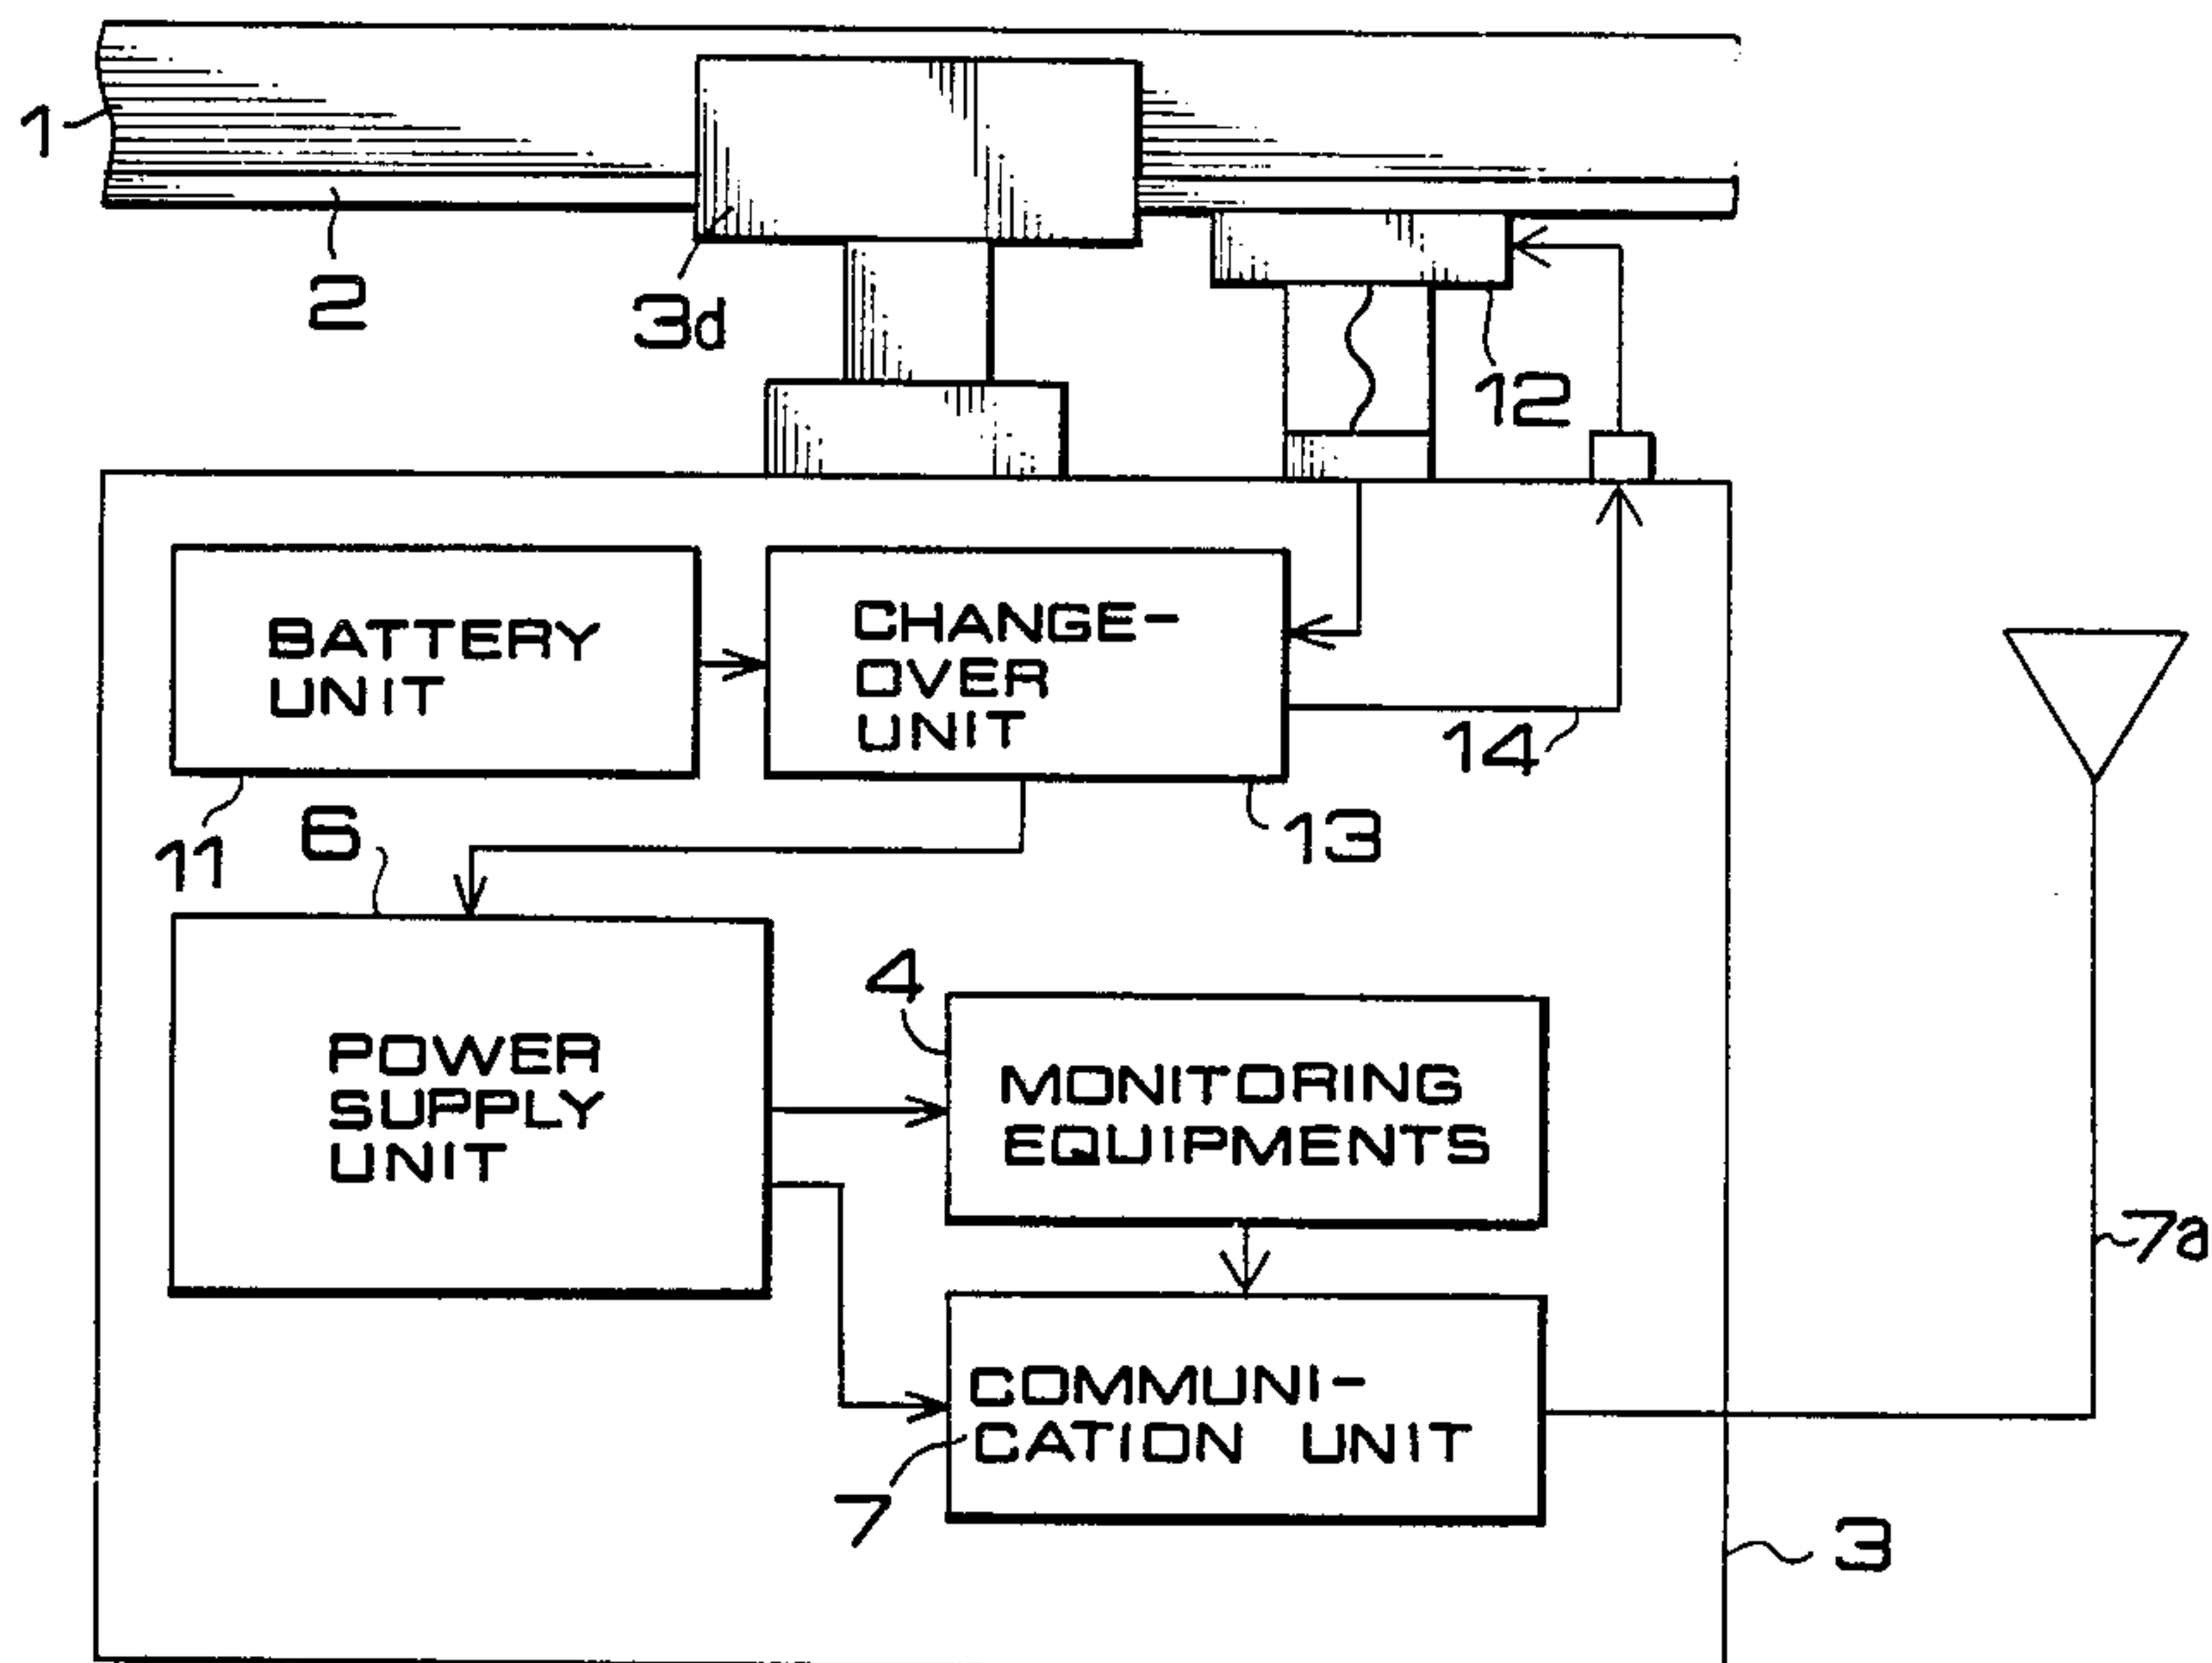 1
2
3d
12
BATTERY
UNIT
CHANGE-
OVER
UNIT
14
11
6
13
POWER
SUPPLY
UNIT
4
MONITORING
EQUIPMENTS
7a
COMMUNI-
CATION UNIT
7
3